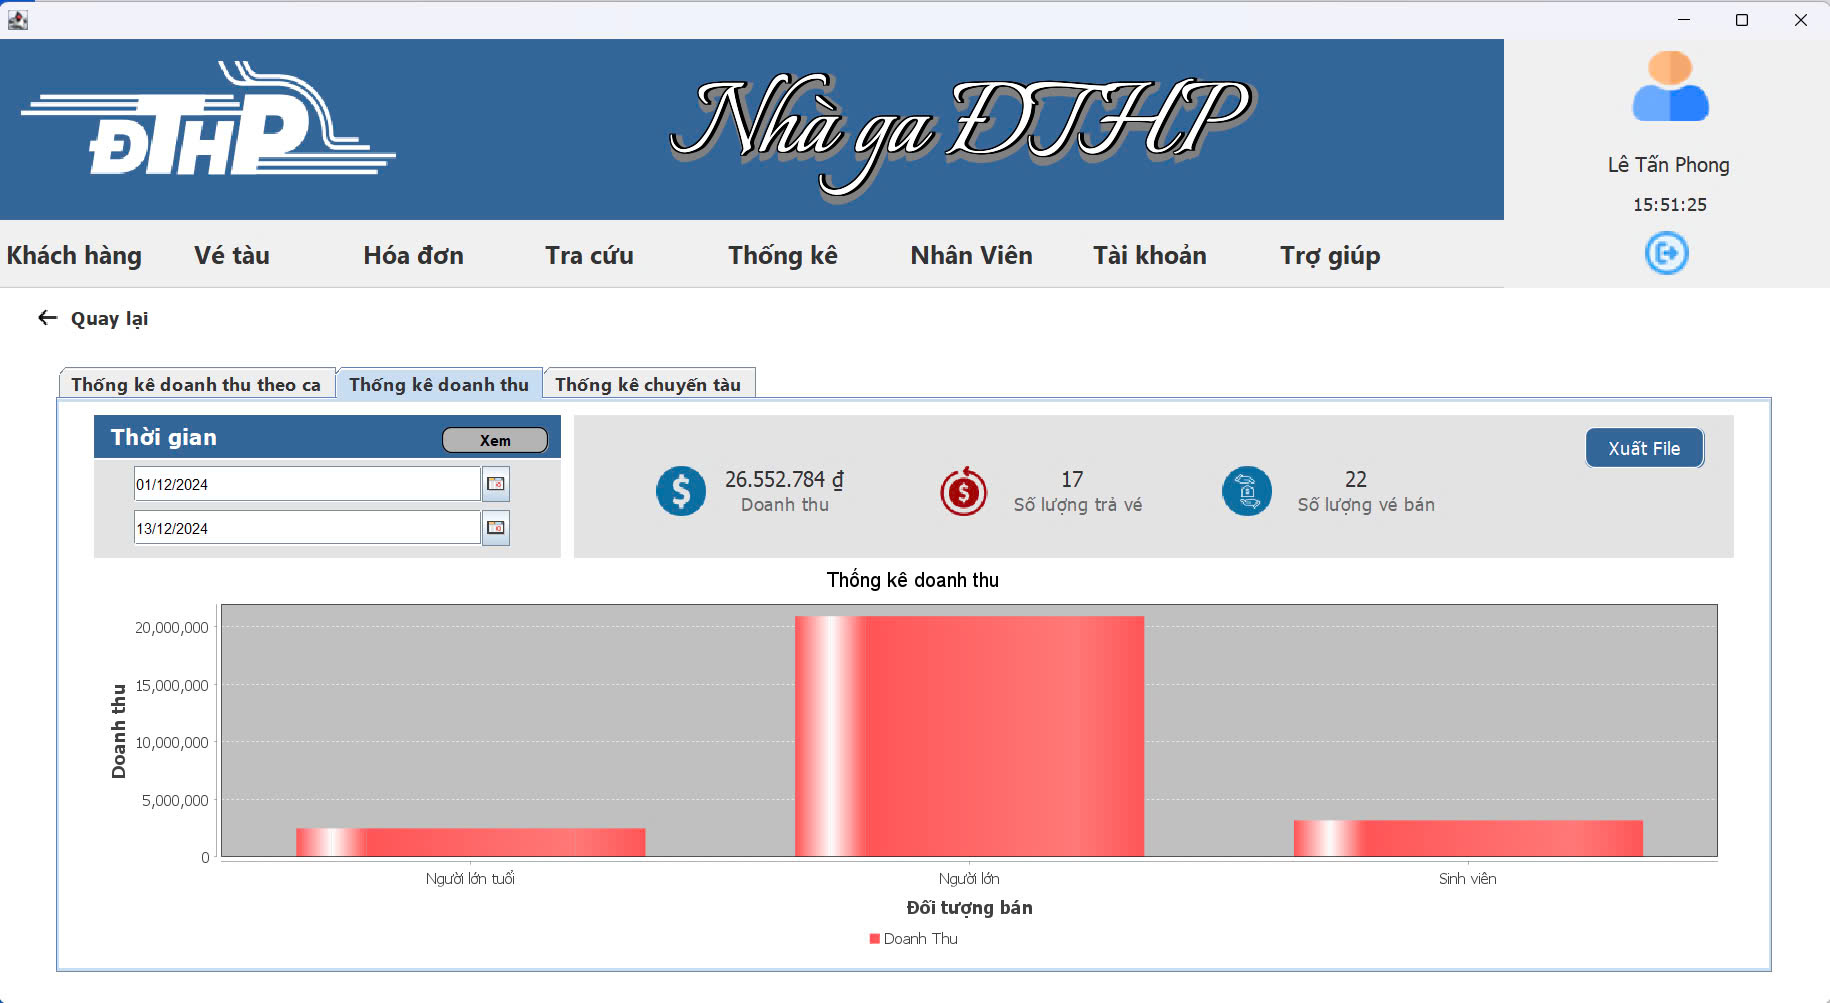 ĐTHP
Nhà ga ĐTHP
Lê Tấn Phong
15:51:25
Khách hàng Vé tàu Hóa đơn Tra cứu Thống kê Nhân Viên Tài khoản Trợ giúp
Quay lại
Thống kê doanh thu theo ca Thống kê doanh thu Thống kê chuyến tàu
Thời gian Xem
01/12/2024
13/12/2024
26.552.784 ₫
Doanh thu
17
Số lượng trả vé
22
Số lượng vé bán
Xuất File
Thống kê doanh thu
Doanh thu
20,000,000
15,000,000
10,000,000
5,000,000
0
Người lớn tuổi Người lớn Sinh viên
Đối tượng bán
Doanh Thu